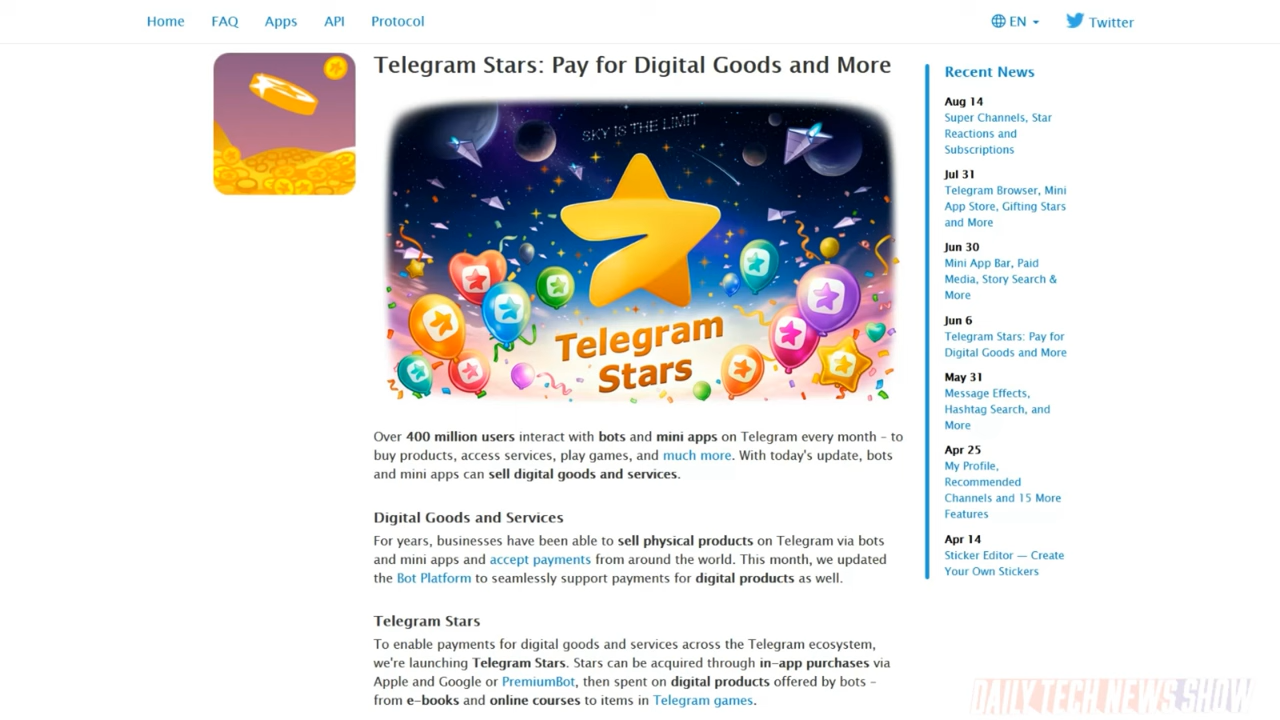 Home FAQ Apps API Protocol EN Twitter
Telegram Stars: Pay for Digital Goods and More
SKY IS THE LIMIT
Telegram
Stars
Over 400 million users interact with bots and mini apps on Telegram every month – to
buy products, access services, play games, and much more. With today's update, bots
and mini apps can sell digital goods and services.
Digital Goods and Services
For years, businesses have been able to sell physical products on Telegram via bots
and mini apps and accept payments from around the world. This month, we updated
the Bot Platform to seamlessly support payments for digital products as well.
Telegram Stars
To enable payments for digital goods and services across the Telegram ecosystem,
we're launching Telegram Stars. Stars can be acquired through in-app purchases via
Apple and Google or PremiumBot, then spent on digital products offered by bots –
from e-books and online courses to items in Telegram games.
Recent News
Aug 14
Super Channels, Star
Reactions and
Subscriptions
Jul 31
Telegram Browser, Mini
App Store, Gifting Stars
and More
Jun 30
Mini App Bar, Paid
Media, Story Search &
More
Jun 6
Telegram Stars: Pay for
Digital Goods and More
May 31
Message Effects,
Hashtag Search, and
More
Apr 25
My Profile,
Recommended
Channels and 15 More
Features
Apr 14
Sticker Editor — Create
Your Own Stickers
DAILY TECH NEWS SHOW